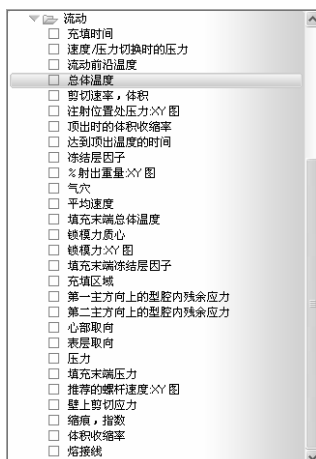 流动
充填时间
速度/压力切换时的压力
流动前沿温度
总体温度
剪切速率，体积
注射位置处压力:XY 图
顶出时的体积收缩率
达到顶出温度的时间
冻结层因子
%射出重量:XY 图
气穴
平均速度
填充末端总体温度
锁模力质心
锁模力:XY 图
填充末端冻结层因子
充填区域
第一主方向上的型腔内残余应力
第二主方向上的型腔内残余应力
心部取向
表层取向
压力
填充末端压力
推荐的螺杆速度:XY 图
壁上剪切应力
缩痕，指数
体积收缩率
熔接线